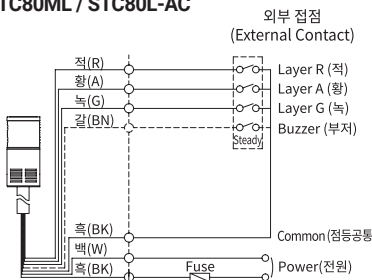 STC80ML / STC80L-AC
외부 접점
(External Contact)
적(R)
황(A)
녹(G)
갈(BN)
Layer R (적)
Layer A (황)
Layer G (녹)
Buzzer (부저)
Steady
흑(BK)
백(W)
흑(BK)
Common(점등공통
Fuse
Power(전원)